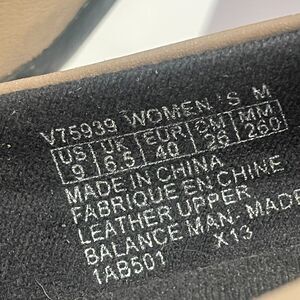 V75939 WOMEN'S M
US UK EUR CM MM
9 6.5 40 26 260
MADE IN CHINA
FABRIQUE EN CHINE
LEATHER UPPER
BALANCE MAN-MADE
1AB501 X13